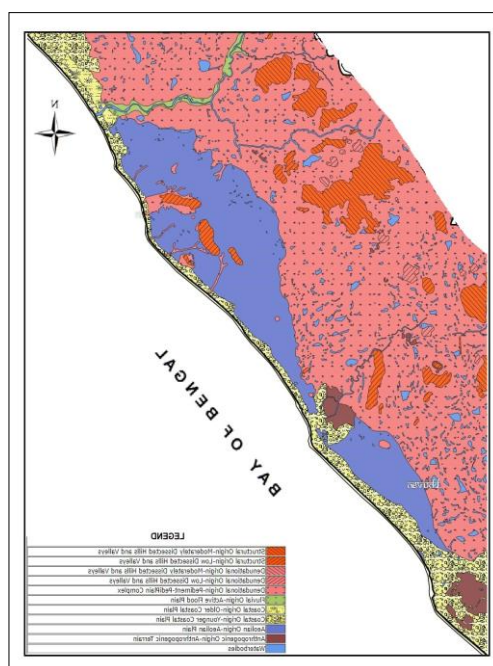 N
BAY OF BENGAL
LEGEND
Structural Origin-Moderately Dissected Hills and Valleys
Structural Origin-Low Dissected Hills and Valleys
Denudational Origin-Moderately Dissected Hills and Valleys
Denudational Origin-Low Dissected Hills and Valleys
Denudational Origin-Pediment-PediPlain Complex
Fluvial Origin-Active Flood Plain
Coastal Origin-Older Coastal Plain
Coastal Origin-Younger Coastal Plain
Aeolian Origin-Aeolian Plain
Anthropogenic Origin-Anthropogenic Terrain
Waterbodies